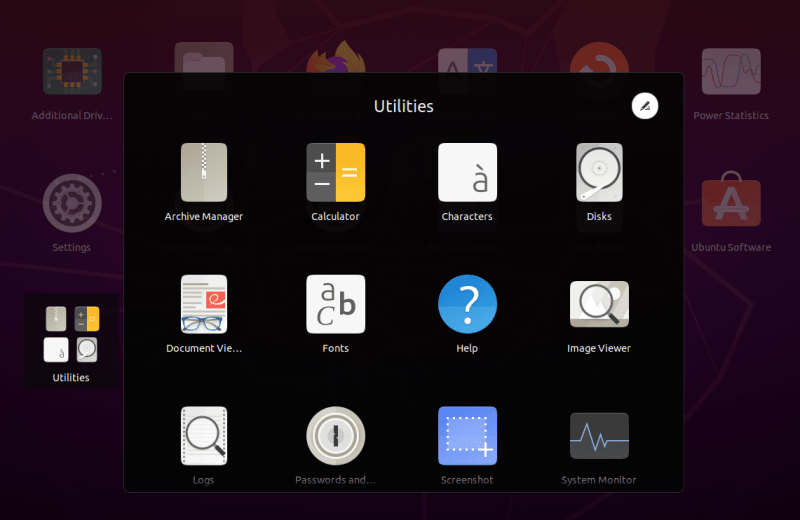 Utilities
Additional Driv...
Power Statistics
Archive Manager
Calculator
Characters
Disks
Settings
Ubuntu Software
Document Vie...
Fonts
Help
Image Viewer
Utilities
Logs
Passwords and...
Screenshot
System Monitor